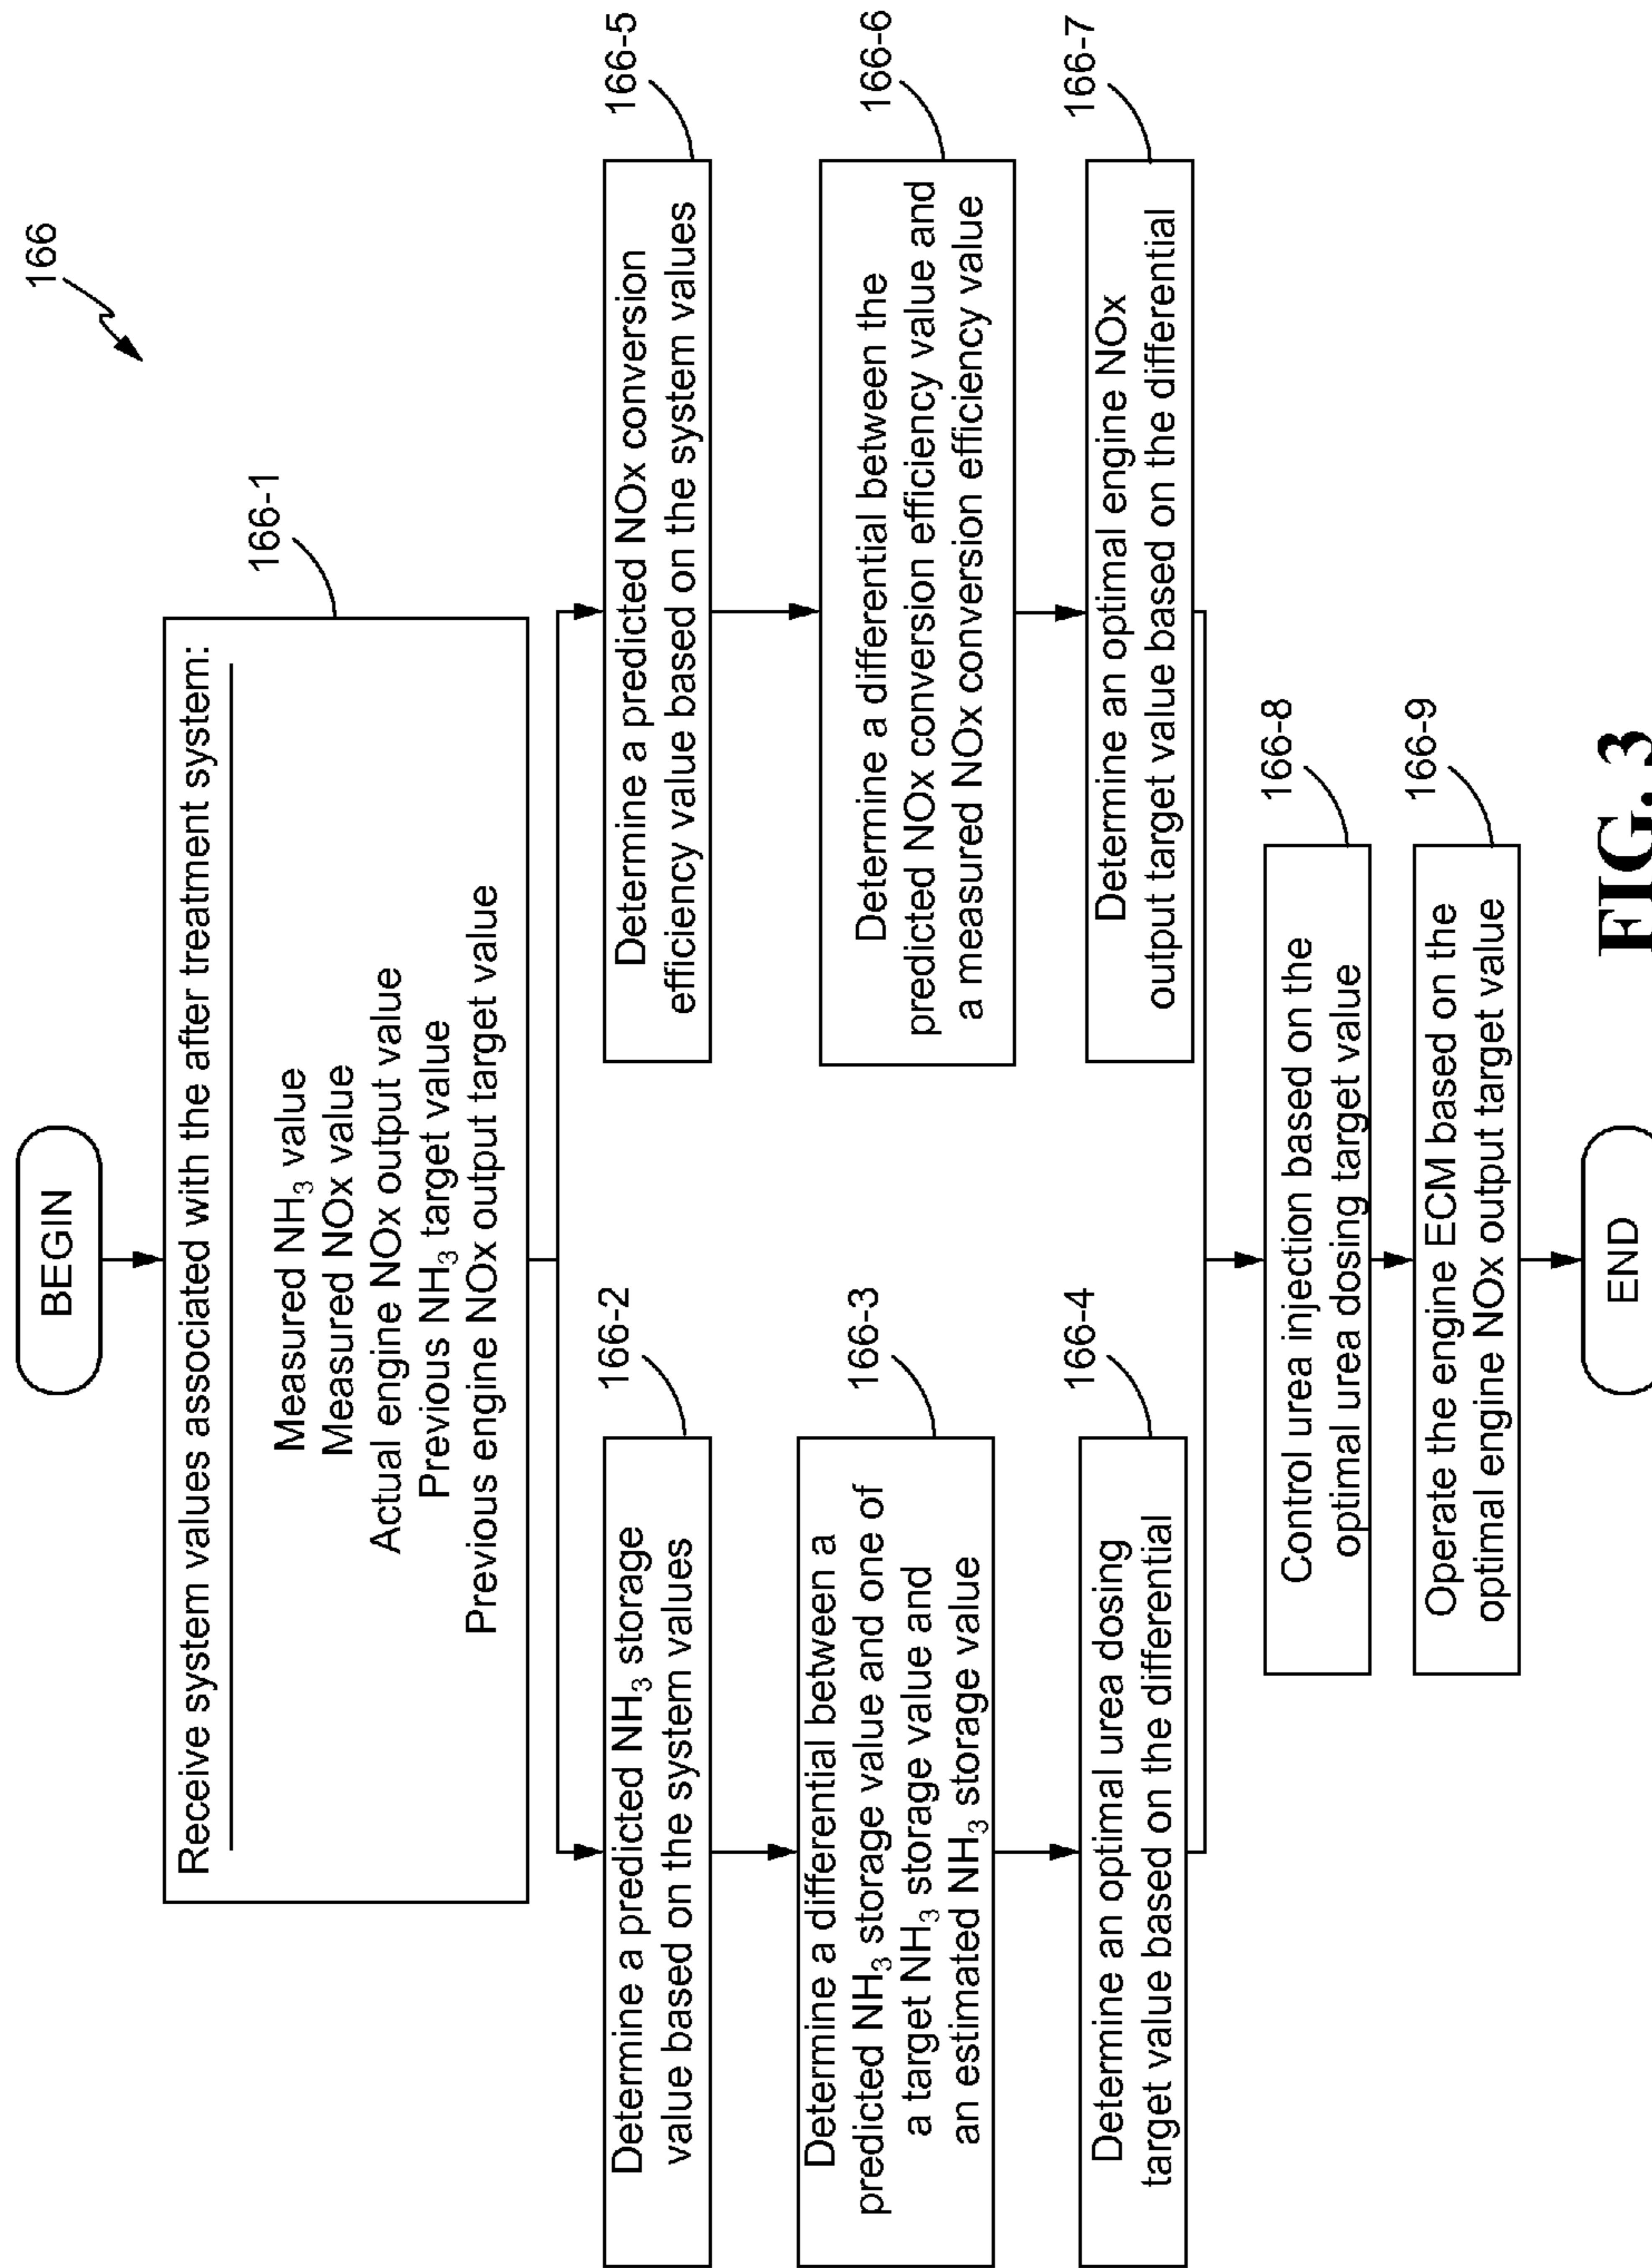 166
BEGIN
166-1
Receive system values associated with the after treatment system:
Measured NH₃ value
Measured NOx value
Actual engine NOx output value
Previous NH₃ target value
Previous engine NOx output target value
166-2
Determine a predicted NH₃ storage
value based on the system values
166-3
Determine a differential between a
predicted NH₃ storage value and one of
a target NH₃ storage value and
an estimated NH₃ storage value
166-4
Determine an optimal urea dosing
target value based on the differential
166-5
Determine a predicted NOx conversion
efficiency value based on the system values
166-6
Determine a differential between the
predicted NOx conversion efficiency value and
a measured NOx conversion efficiency value
166-7
Determine an optimal engine NOx
output target value based on the differential
166-8
Control urea injection based on the
optimal urea dosing target value
166-9
Operate the engine ECM based on the
optimal engine NOx output target value
END
FIG. 3